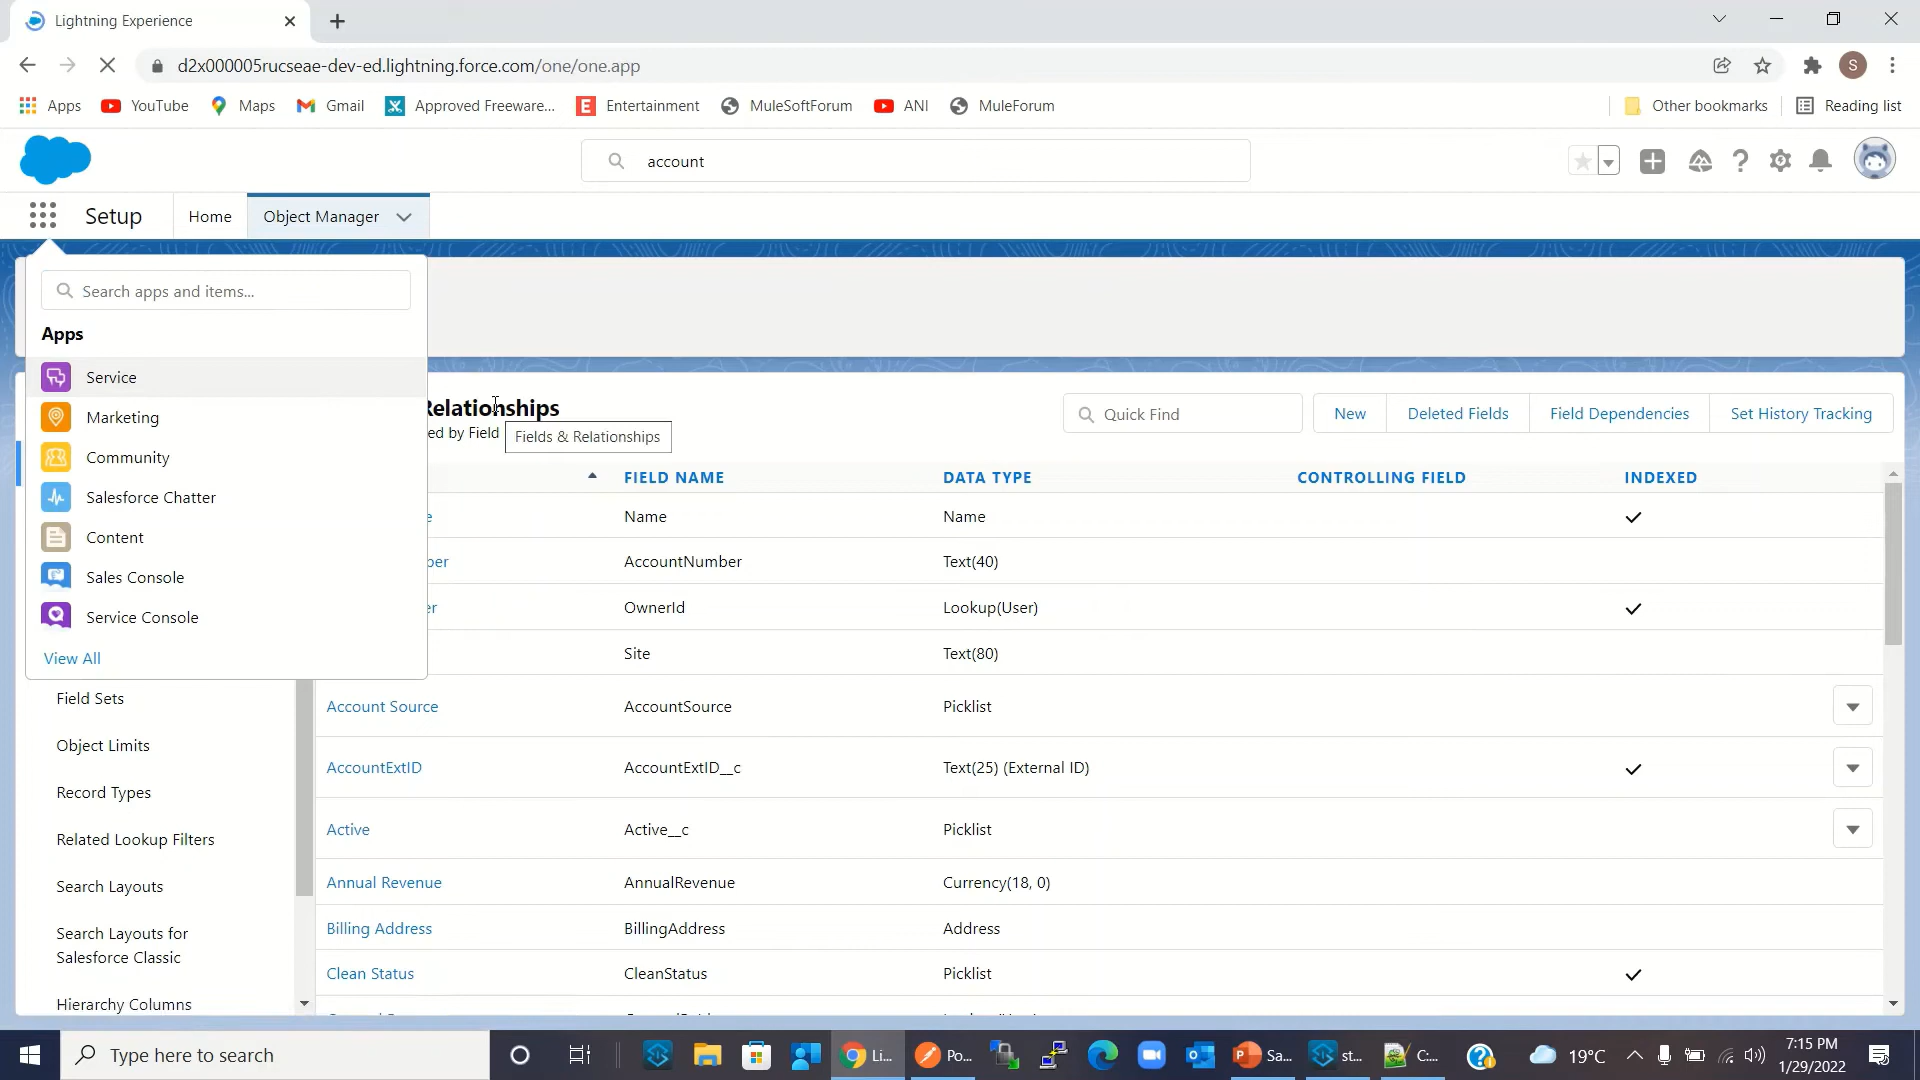 Lightning Experience
d2x000005rucseae-dev-ed.lightning.force.com/one/one.app
S
Apps YouTube Maps Gmail Approved Freeware... Entertainment MuleSoftForum ANI MuleForum Other bookmarks Reading list
account
Setup Home Object Manager
Search apps and items...
Apps
Service
Marketing
Community
Salesforce Chatter
Content
Sales Console
Service Console
View All
Field Sets
Object Limits
Record Types
Related Lookup Filters
Search Layouts
Search Layouts for
Salesforce Classic
Hierarchy Columns
Relationships
ed by Field
Fields & Relationships
Quick Find New Deleted Fields Field Dependencies Set History Tracking
FIELD NAME DATA TYPE CONTROLLING FIELD INDEXED
e Name Name
ber AccountNumber Text(40)
er OwnerId Lookup(User)
Site Text(80)
Account Source AccountSource Picklist
AccountExtID AccountExtID__c Text(25) (External ID)
Active Active__c Picklist
Annual Revenue AnnualRevenue Currency(18, 0)
Billing Address BillingAddress Address
Clean Status CleanStatus Picklist
Type here to search
Li... Po... Sa... st... C:...
19°C
7:15 PM
1/29/2022